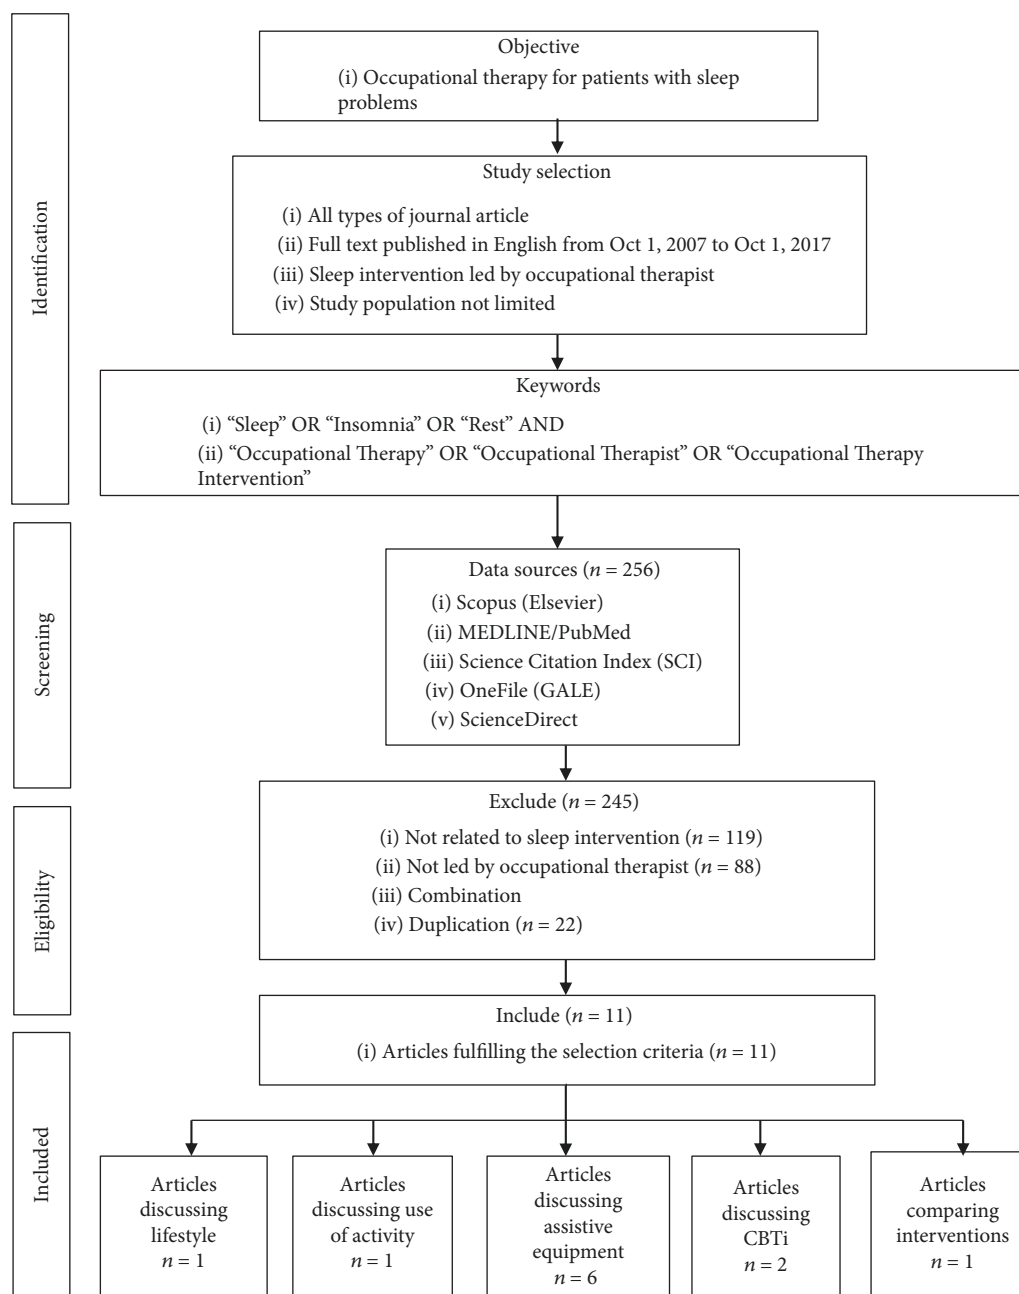 Identification
Objective
(i) Occupational therapy for patients with sleep
problems
Study selection
(i) All types of journal article
(ii) Full text published in English from Oct 1, 2007 to Oct 1, 2017
(iii) Sleep intervention led by occupational therapist
(iv) Study population not limited
Keywords
(i) “Sleep” OR “Insomnia” OR “Rest” AND
(ii) “Occupational Therapy” OR “Occupational Therapist” OR “Occupational Therapy
Intervention”
Screening
Data sources (n = 256)
(i) Scopus (Elsevier)
(ii) MEDLINE/PubMed
(iii) Science Citation Index (SCI)
(iv) OneFile (GALE)
(v) ScienceDirect
Eligibility
Exclude (n = 245)
(i) Not related to sleep intervention (n = 119)
(ii) Not led by occupational therapist (n = 88)
(iii) Combination
(iv) Duplication (n = 22)
Include (n = 11)
(i) Articles fulfilling the selection criteria (n = 11)
Included
Articles
discussing
lifestyle
n = 1
Articles
discussing use
of activity
n = 1
Articles
discussing
assistive
equipment
n = 6
Articles
discussing
CBTi
n = 2
Articles
comparing
interventions
n = 1